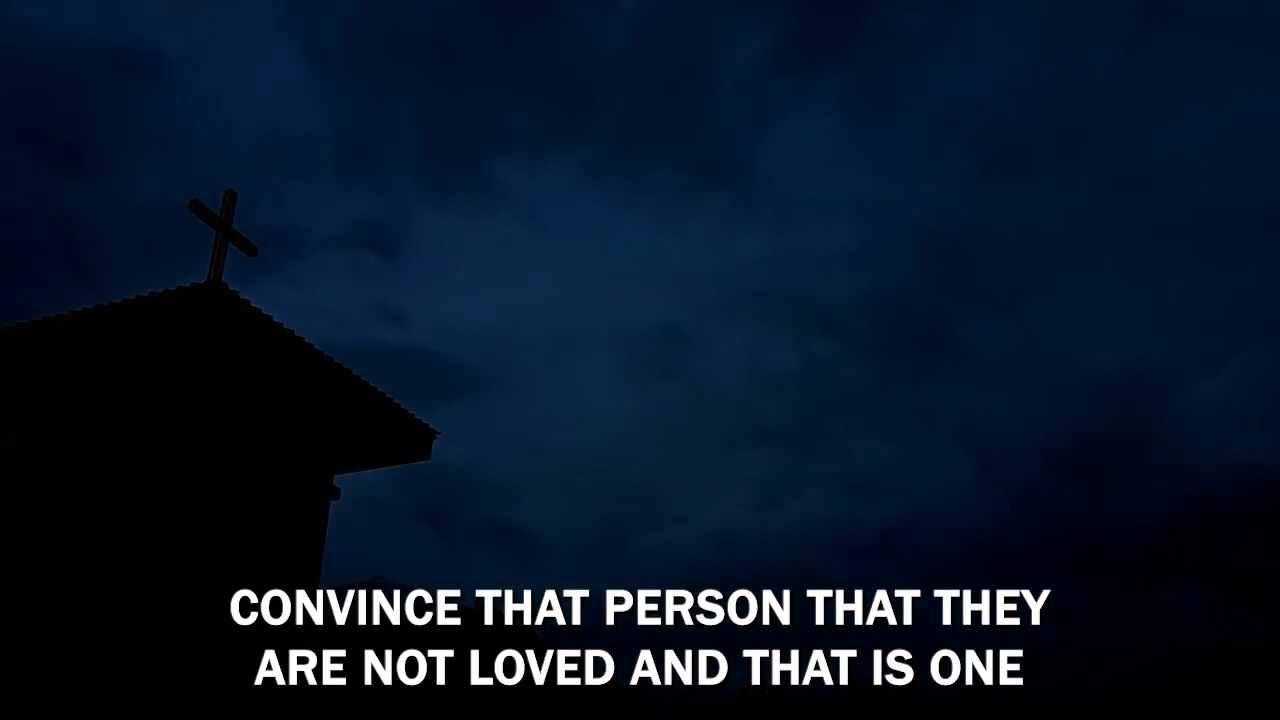 CONVINCE THAT PERSON THAT THEY
ARE NOT LOVED AND THAT IS ONE